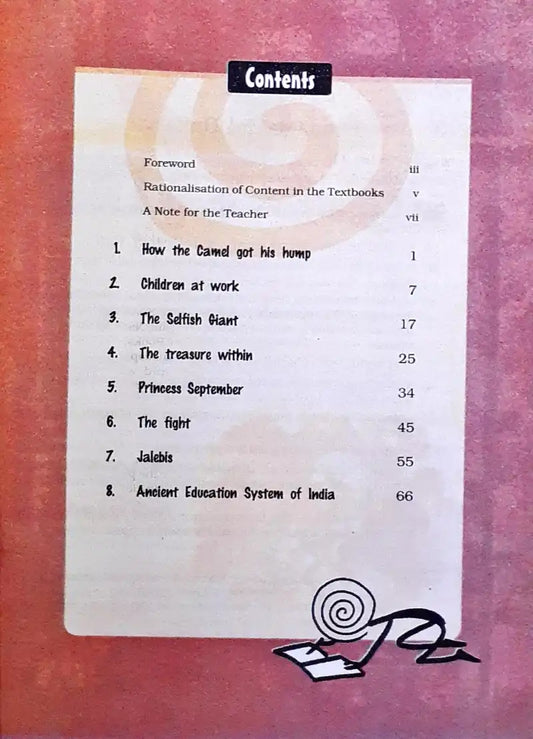 Contents
Foreword iii
Rationalisation of Content in the Textbooks v
A Note for the Teacher vii
1. How the Camel got his hump 1
2. Children at work 7
3. The Selfish Giant 17
4. The treasure within 25
5. Princess September 34
6. The fight 45
7. Jalebis 55
8. Ancient Education System of India 66